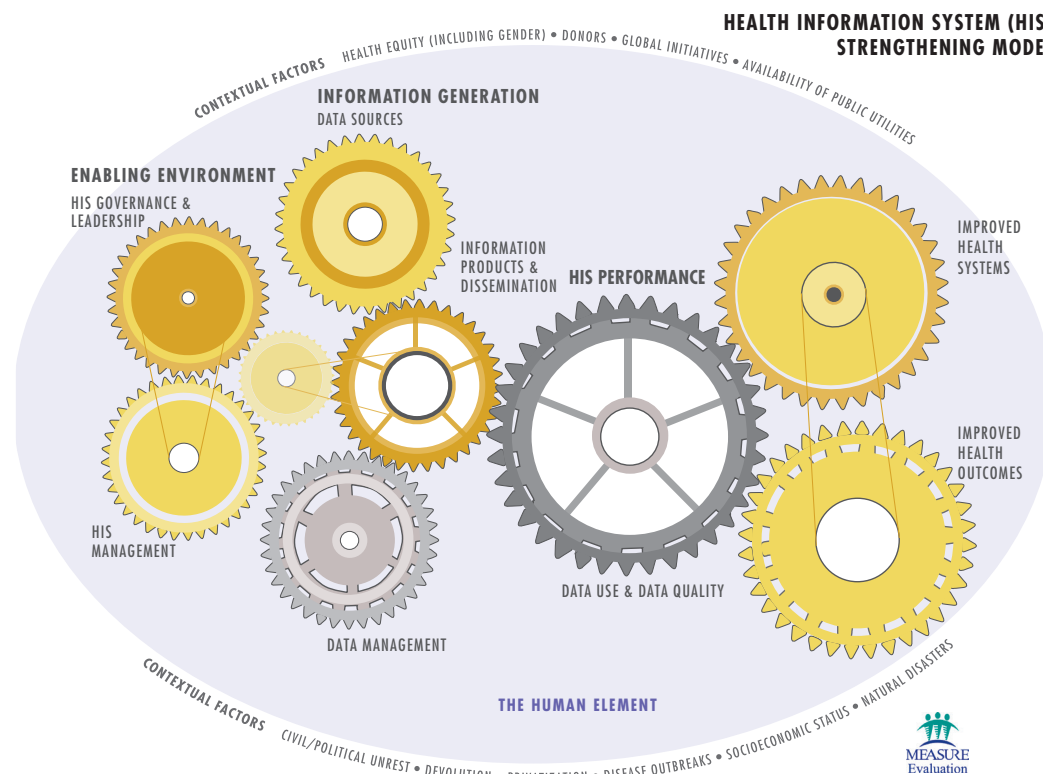 HEALTH INFORMATION SYSTEM (HIS
STRENGTHENING MODE
CONTEXTUAL FACTORS HEALTH EQUITY (INCLUDING GENDER) • DONORS • GLOBAL INITIATIVES • AVAILABILITY OF PUBLIC UTILITIES
INFORMATION GENERATION
DATA SOURCES
ENABLING ENVIRONMENT
HIS GOVERNANCE &
LEADERSHIP
INFORMATION
PRODUCTS &
DISSEMINATION
HIS PERFORMANCE
IMPROVED
HEALTH
SYSTEMS
IMPROVED
HEALTH
OUTCOMES
HIS
MANAGEMENT
DATA USE & DATA QUALITY
DATA MANAGEMENT
THE HUMAN ELEMENT
CONTEXTUAL FACTORS CIVIL/POLITICAL UNREST • DEVOLUTION • PRIVATIZATION • DISEASE OUTBREAKS • SOCIOECONOMIC STATUS • NATURAL DISASTERS
MEASURE
Evaluation